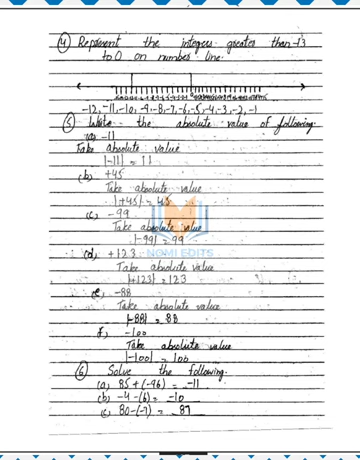 (4) Represent the integers greater than -13
to 0 on number line.
-12, -11, -10, -9, -8, -7, -6, -5, -4, -3, -2, -1
(5) Write the absolute value of following.
(a) -11
Take absolute value
|-11| = 11
(b) +45
Take absolute value
|+45| = 45
(c) -99
Take absolute value
|-99| = 99
NOMI EDITS
(d) +123
Take absolute value
|+123| = 123
(e) -88
Take absolute value
|-88| = 88
f) -100
Take absolute value
|-100| = 100
(6) Solve the following.
(a) 85 + (-96) = -11
(b) -4 - (6) = -10
(c) 80 - (-7) = 87